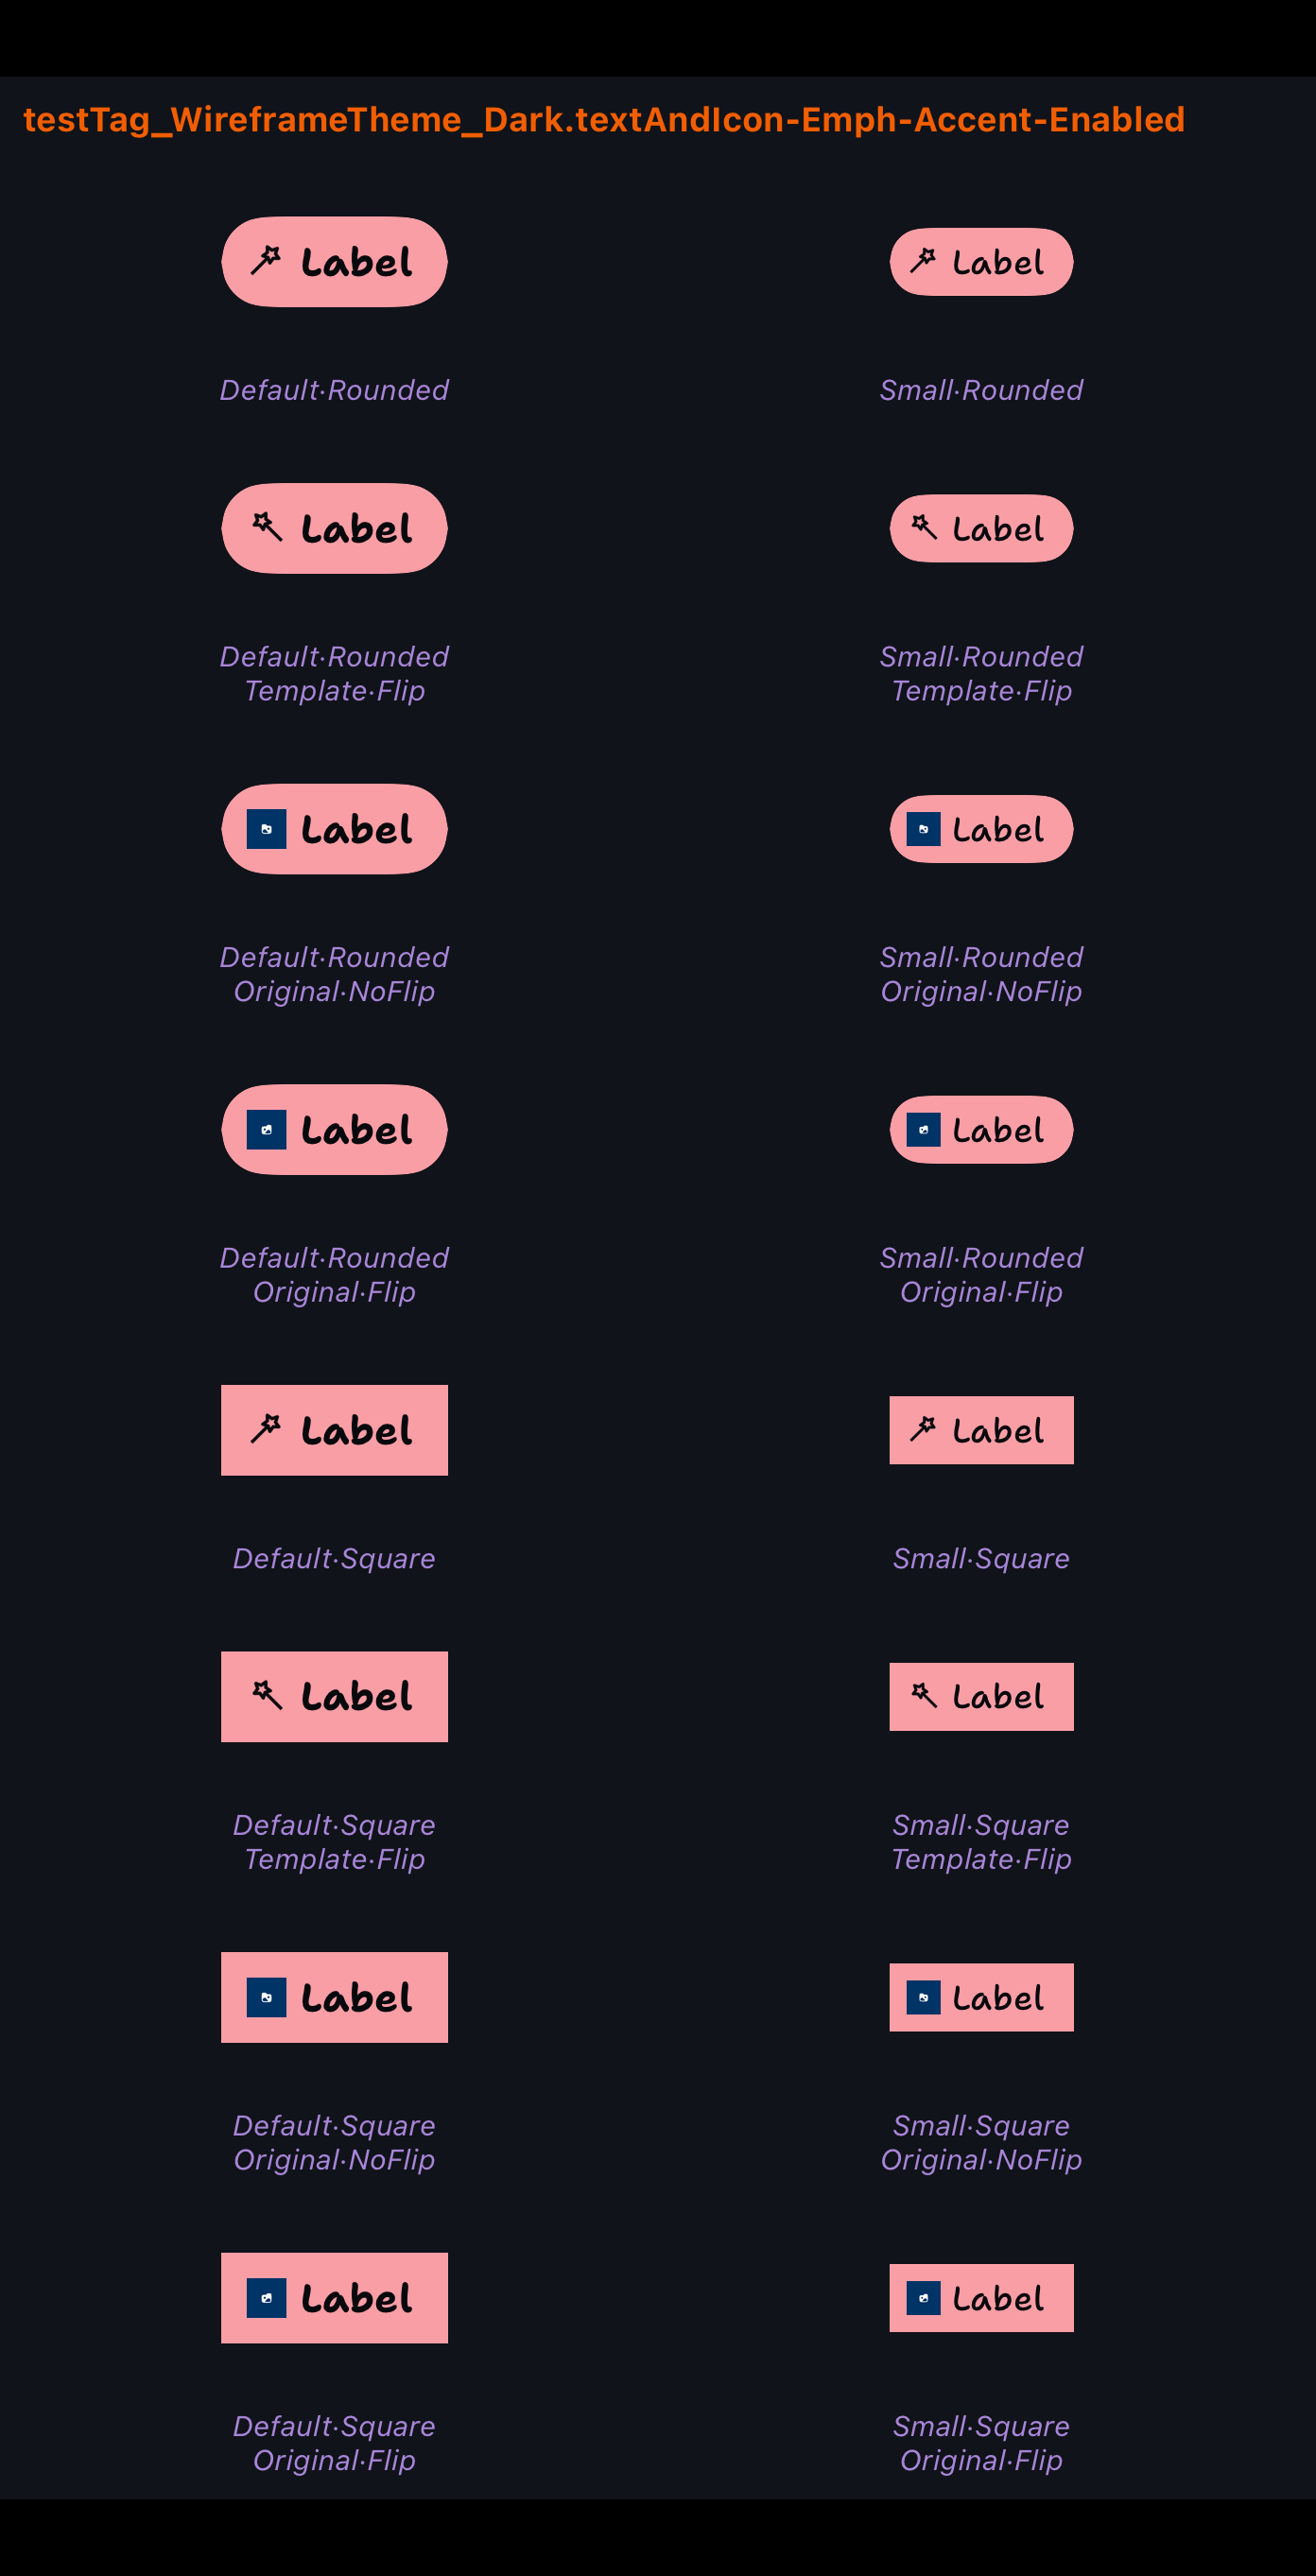 testTag_WireframeTheme_Dark.textAndIcon-Emph-Accent-Enabled
Label
Label
Default·Rounded
Small·Rounded
Label
Label
Default·Rounded
Template·Flip
Small·Rounded
Template·Flip
Label
Label
Default·Rounded
Original·NoFlip
Small·Rounded
Original·NoFlip
Label
Label
Default·Rounded
Original·Flip
Small·Rounded
Original·Flip
Label
Label
Default·Square
Small·Square
Label
Label
Default·Square
Template·Flip
Small·Square
Template·Flip
Label
Label
Default·Square
Original·NoFlip
Small·Square
Original·NoFlip
Label
Label
Default·Square
Original·Flip
Small·Square
Original·Flip